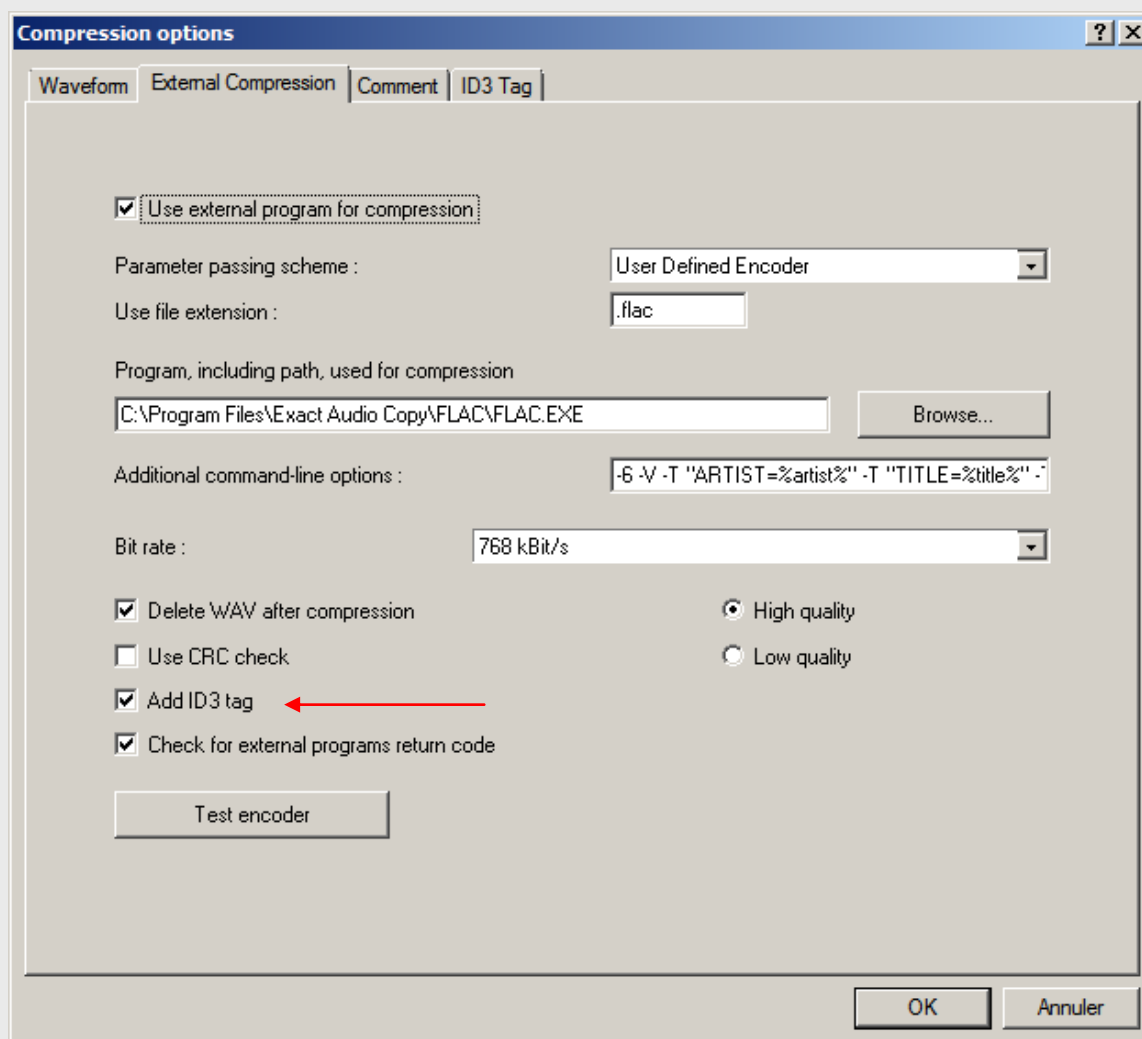 Compression options
Waveform External Compression Comment ID3 Tag
Use external program for compression
Parameter passing scheme : User Defined Encoder
Use file extension : .flac
Program, including path, used for compression
C:\Program Files\Exact Audio Copy\FLAC\FLAC.EXE Browse...
Additional command-line options : -6 -V -T "ARTIST=%artist%" -T "TITLE=%title%" -T
Bit rate : 768 kBit/s
Delete WAV after compression High quality
Use CRC check Low quality
Add ID3 tag
Check for external programs return code
Test encoder
OK Annuler